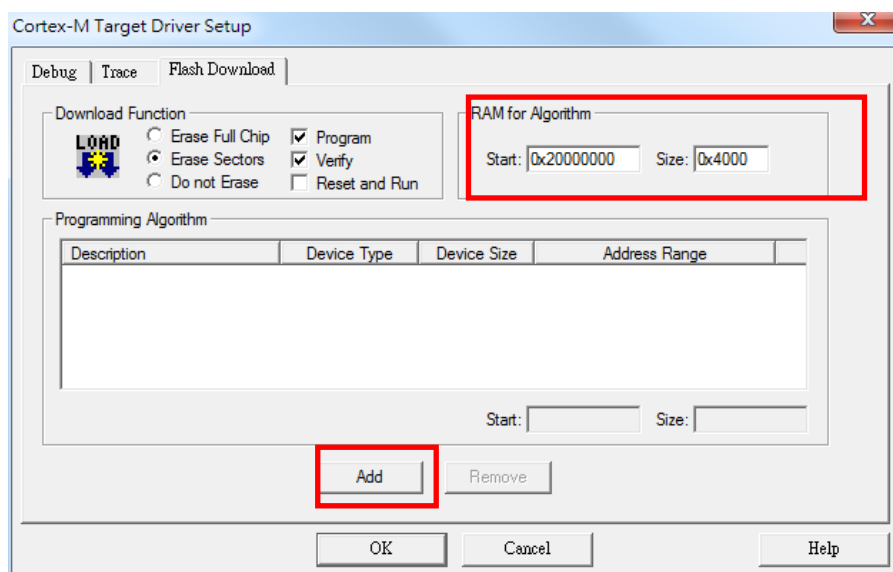 Cortex-M Target Driver Setup
Debug Trace Flash Download
Download Function
LOAD
Erase Full Chip
Erase Sectors
Do not Erase
Program
Verify
Reset and Run
RAM for Algorithm
Start: 0x20000000 Size: 0x4000
Programming Algorithm
Description Device Type Device Size Address Range
Start: Size:
Add Remove
OK Cancel Help